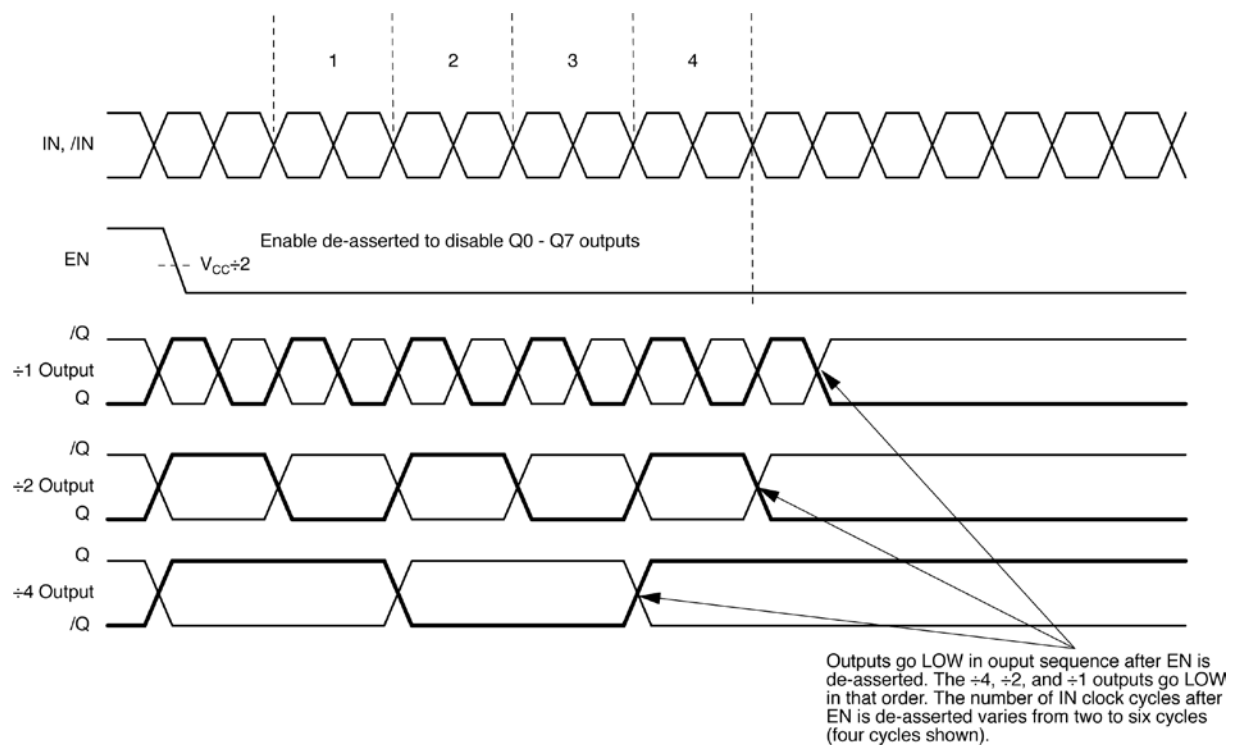 1 2 3 4
IN, /IN
Enable de-asserted to disable Q0 - Q7 outputs
EN
VCC÷2
/Q
÷1 Output
Q
/Q
÷2 Output
Q
Q
÷4 Output
/Q
Outputs go LOW in ouput sequence after EN is
de-asserted. The ÷4, ÷2, and ÷1 outputs go LOW
in that order. The number of IN clock cycles after
EN is de-asserted varies from two to six cycles
(four cycles shown).